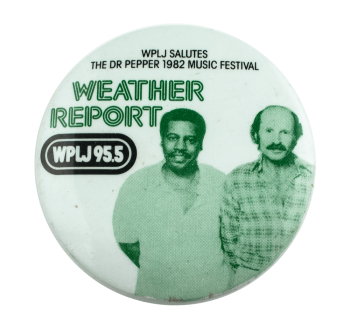 WPLJ SALUTES
THE DR PEPPER 1982 MUSIC FESTIVAL
WEATHER
REPORT
WPLJ 95.5